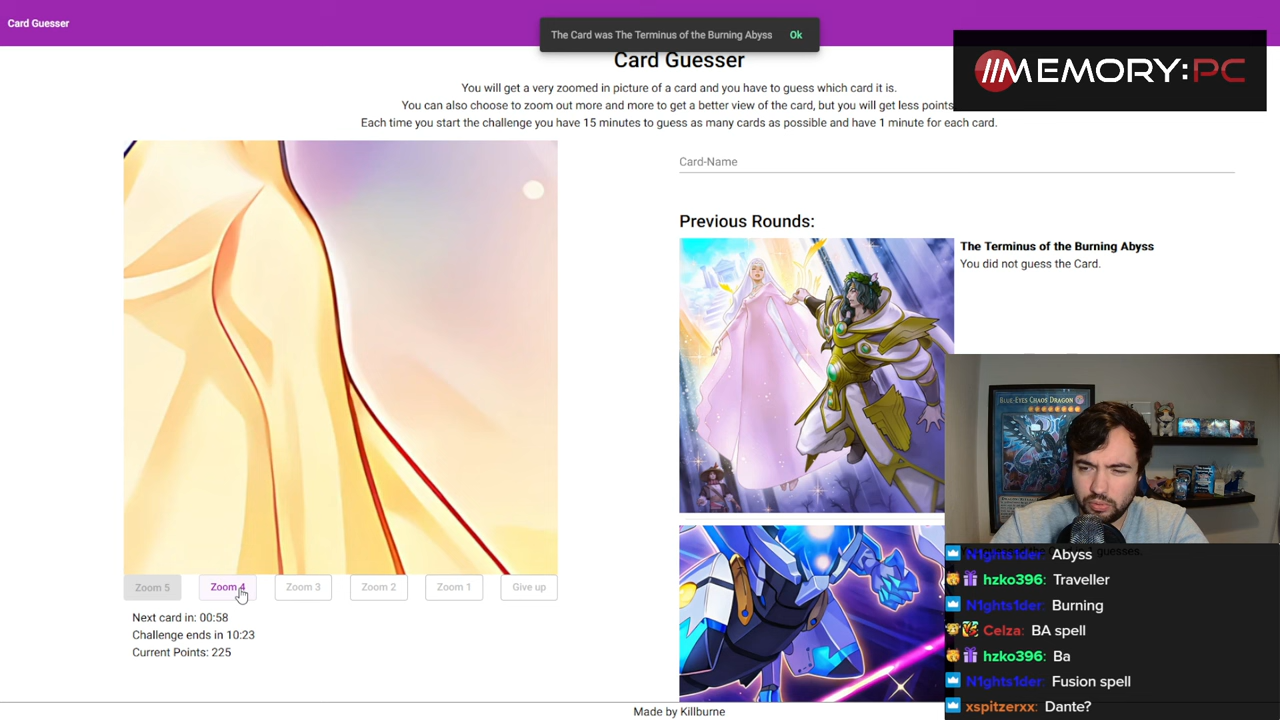 Card Guesser
The Card was The Terminus of the Burning Abyss Ok
MEMORY:PC
Card Guesser
You will get a very zoomed in picture of a card and you have to guess which card it is.
You can also choose to zoom out more and more to get a better view of the card, but you will get less points
Each time you start the challenge you have 15 minutes to guess as many cards as possible and have 1 minute for each card.
Card-Name
Previous Rounds:
The Terminus of the Burning Abyss
You did not guess the Card.
BLUE-EYES CHAOS DRAGON
guesses.
N1ghts1der: Abyss
hzko396: Traveller
N1ghts1der: Burning
Celza: BA spell
hzko396: Ba
N1ghts1der: Fusion spell
xspitzerxx: Dante?
Zoom 5 Zoom 4 Zoom 3 Zoom 2 Zoom 1 Give up
Next card in: 00:58
Challenge ends in 10:23
Current Points: 225
Made by Killburne